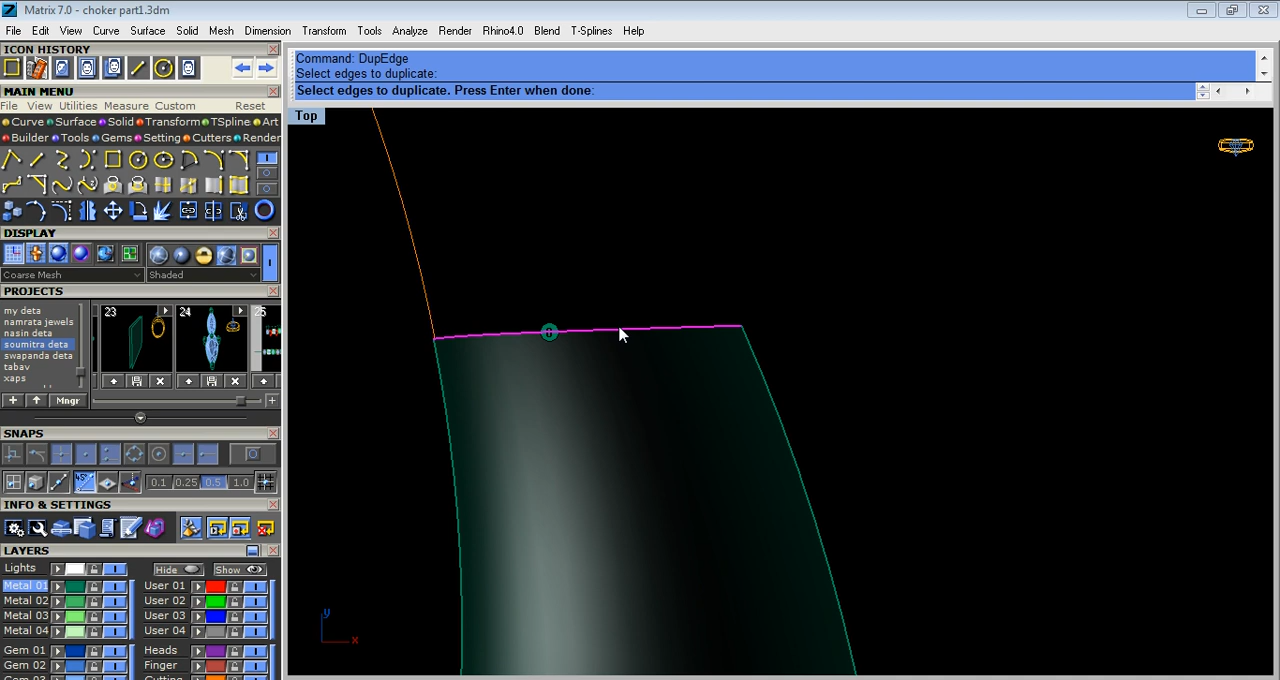 Matrix 7.0 - choker part1.3dm
File Edit View Curve Surface Solid Mesh Dimension Transform Tools Analyze Render Rhino4.0 Blend T-Splines Help
ICON HISTORY
Command: DupEdge
Select edges to duplicate:
Select edges to duplicate. Press Enter when done:
MAIN MENU
File View Utilities Measure Custom Reset
Curve Surface Solid Transform TSpline Art
Builder Tools Gems Setting Cutters Render
Top
DISPLAY
Coarse Mesh Shaded
PROJECTS
my deta
namrata jewels
nasin deta
soumitra deta
swapanda deta
tabav
xaps
23 24 25
Mngr
SNAPS
45°
0.1 0.25 0.5 1.0
INFO & SETTINGS
LAYERS
Lights Hide Show
Metal 01 User 01
Metal 02 User 02
Metal 03 User 03
Metal 04 User 04
Gem 01 Heads
Gem 02 Finger
y
x